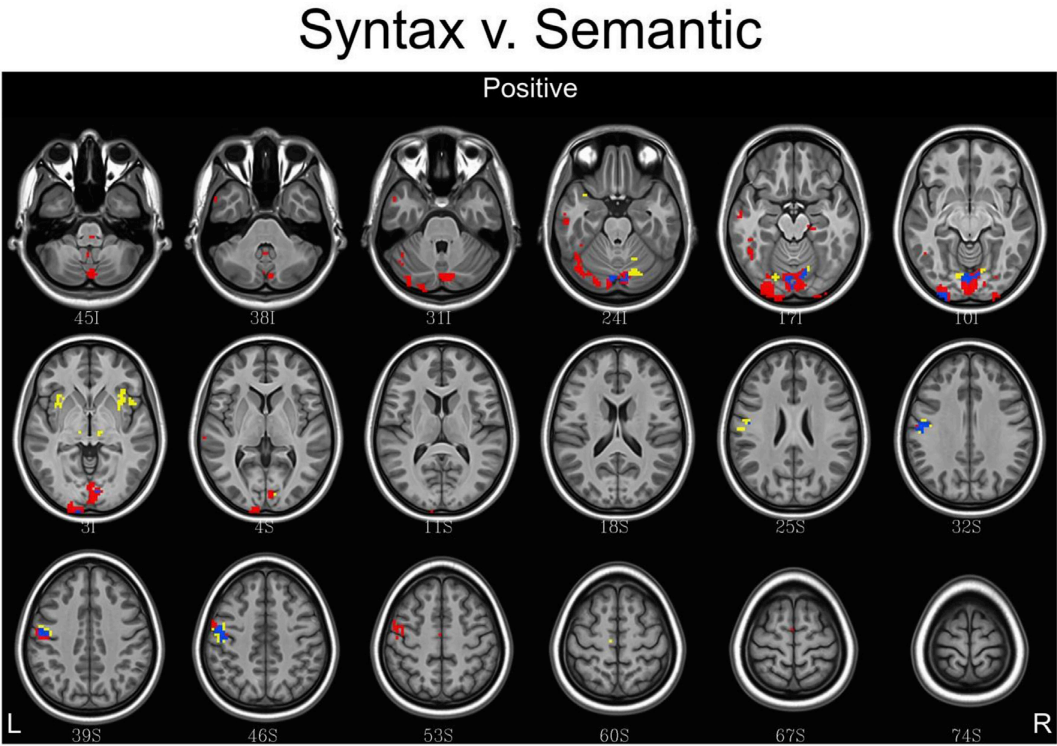 Syntax v. Semantic
Positive
45I 38I 31I 24I 17I 10I
3I 4S 11S 18S 25S 32S
L R
39S 46S 53S 60S 67S 74S